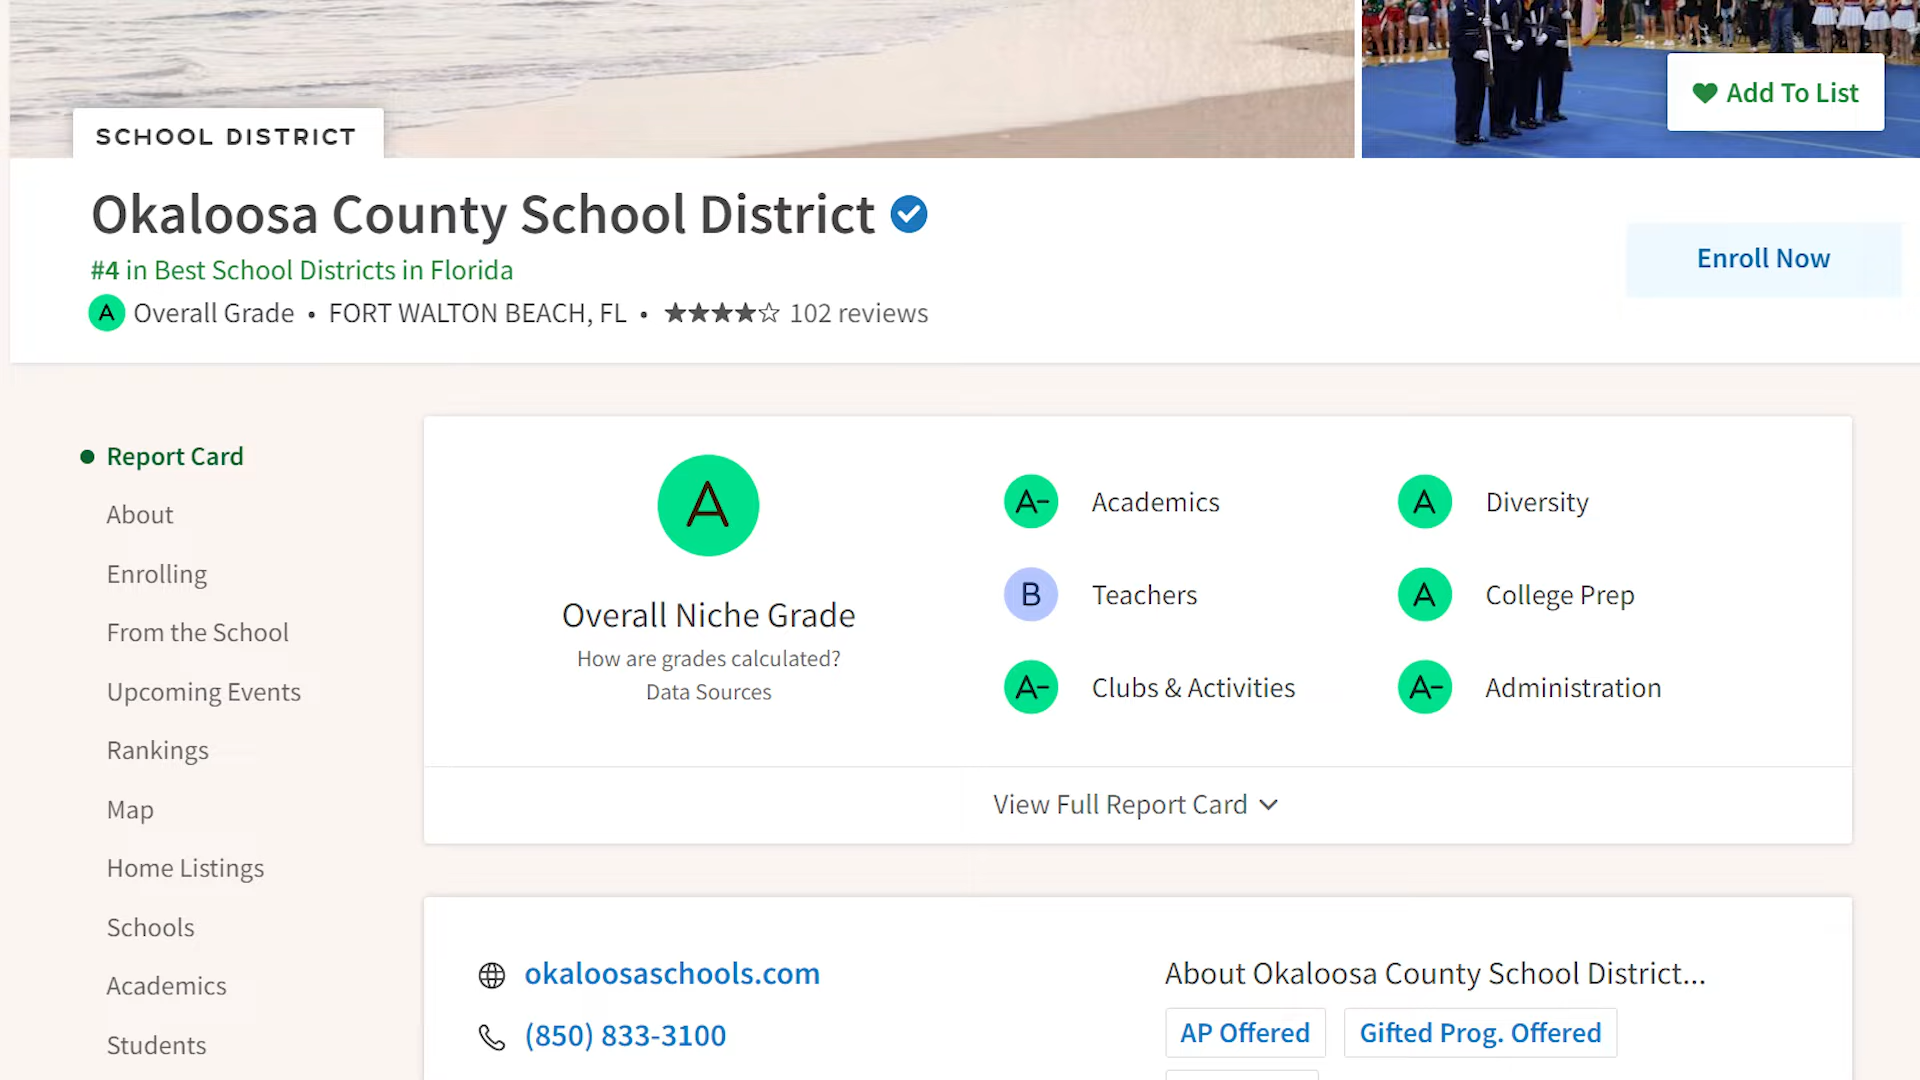 Add To List
SCHOOL DISTRICT
Okaloosa County School District
#4 in Best School Districts in Florida
A Overall Grade • FORT WALTON BEACH, FL • ★★★★☆ 102 reviews
Enroll Now
Report Card
About
Enrolling
From the School
Upcoming Events
Rankings
Map
Home Listings
Schools
Academics
Students
A
Overall Niche Grade
How are grades calculated?
Data Sources
A- Academics
B Teachers
A- Clubs & Activities
A Diversity
A College Prep
A- Administration
View Full Report Card
okaloosaschools.com
(850) 833-3100
About Okaloosa County School District...
AP Offered
Gifted Prog. Offered